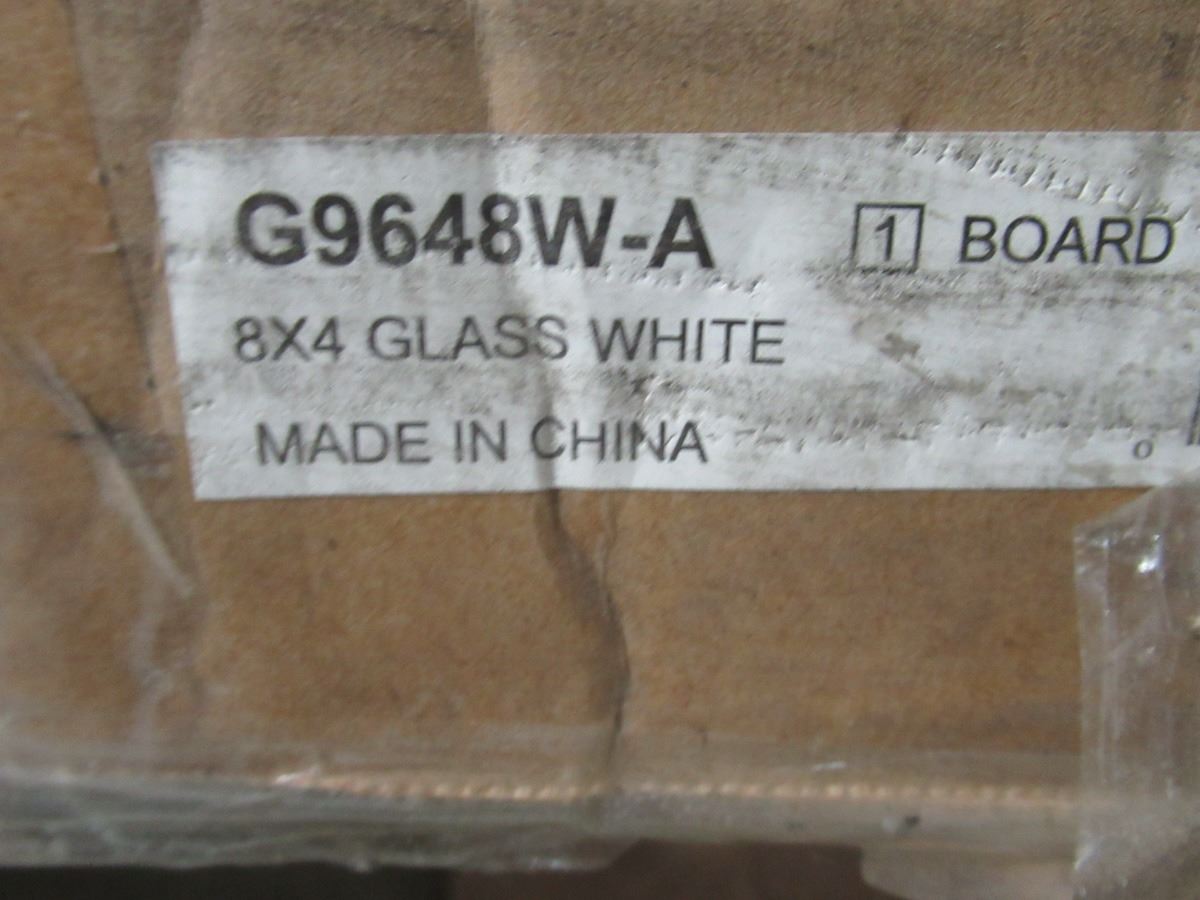 G9648W-A 1 BOARD
8X4 GLASS WHITE
MADE IN CHINA